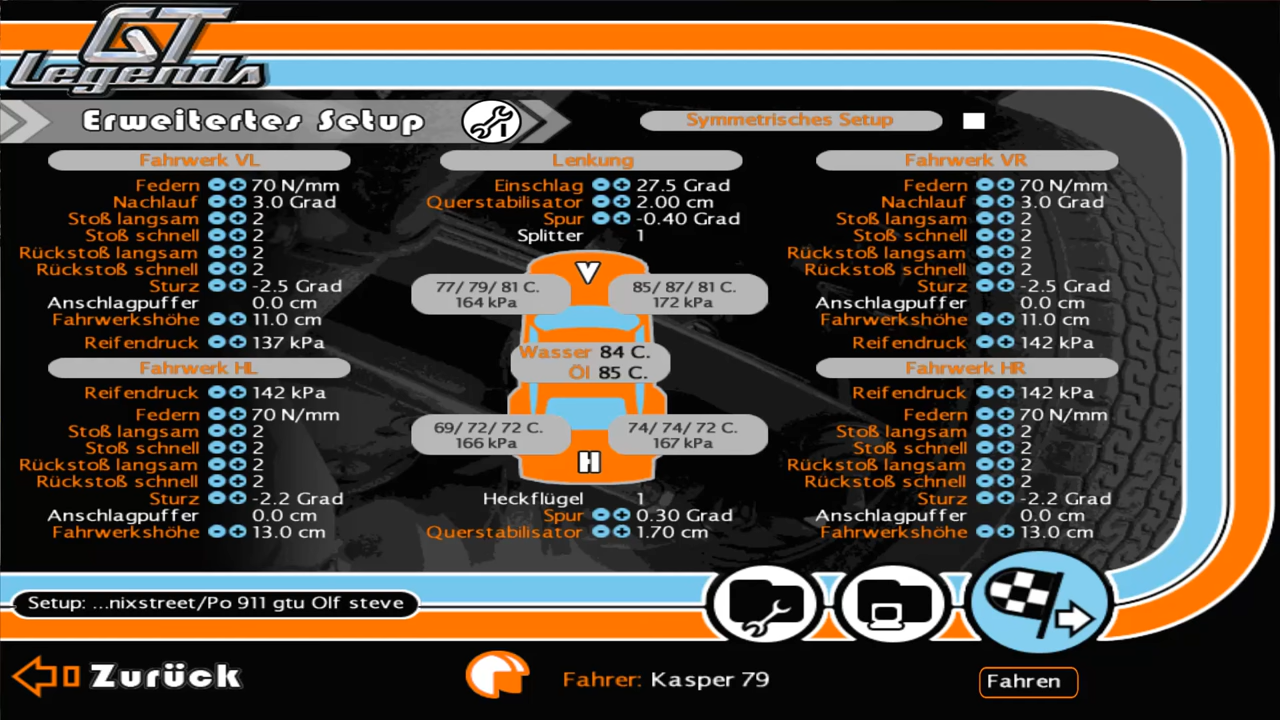 GT Legends
Erweitertes Setup
Symmetrisches Setup
Fahrwerk VL
Federn 70 N/mm
Nachlauf 3.0 Grad
Stoß langsam 2
Stoß schnell 2
Rückstoß langsam 2
Rückstoß schnell 2
Sturz -2.5 Grad
Anschlagpuffer 0.0 cm
Fahrwerkshöhe 11.0 cm
Reifendruck 137 kPa
Fahrwerk HL
Reifendruck 142 kPa
Federn 70 N/mm
Stoß langsam 2
Stoß schnell 2
Rückstoß langsam 2
Rückstoß schnell 2
Sturz -2.2 Grad
Anschlagpuffer 0.0 cm
Fahrwerkshöhe 13.0 cm
Lenkung
Einschlag 27.5 Grad
Querstabilisator 2.00 cm
Spur -0.40 Grad
Splitter 1
V
77/ 79/ 81 C.
164 kPa
85/ 87/ 81 C.
172 kPa
Wasser 84 C.
Öl 85 C.
69/ 72/ 72 C.
166 kPa
74/ 74/ 72 C.
167 kPa
H
Heckflügel 1
Spur 0.30 Grad
Querstabilisator 1.70 cm
Fahrwerk VR
Federn 70 N/mm
Nachlauf 3.0 Grad
Stoß langsam 2
Stoß schnell 2
Rückstoß langsam 2
Rückstoß schnell 2
Sturz -2.5 Grad
Anschlagpuffer 0.0 cm
Fahrwerkshöhe 11.0 cm
Reifendruck 142 kPa
Fahrwerk HR
Reifendruck 142 kPa
Federn 70 N/mm
Stoß langsam 2
Stoß schnell 2
Rückstoß langsam 2
Rückstoß schnell 2
Sturz -2.2 Grad
Anschlagpuffer 0.0 cm
Fahrwerkshöhe 13.0 cm
Setup: ...nixstreet/Po 911 gtu Olf steve
Zurück
Fahrer: Kasper 79
Fahren